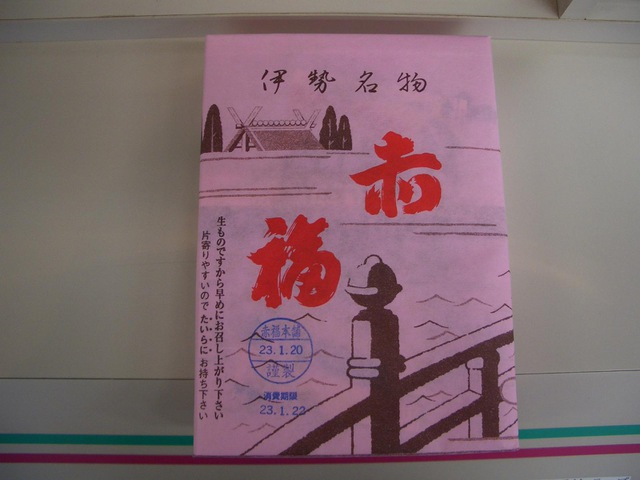 伊勢名物
赤
福
生ものですから早めにお召し上がり下さい
片寄りやすいので たいらに お持ち下さい
赤福本舗
23.1.20
謹製
消費期限
23.1.22